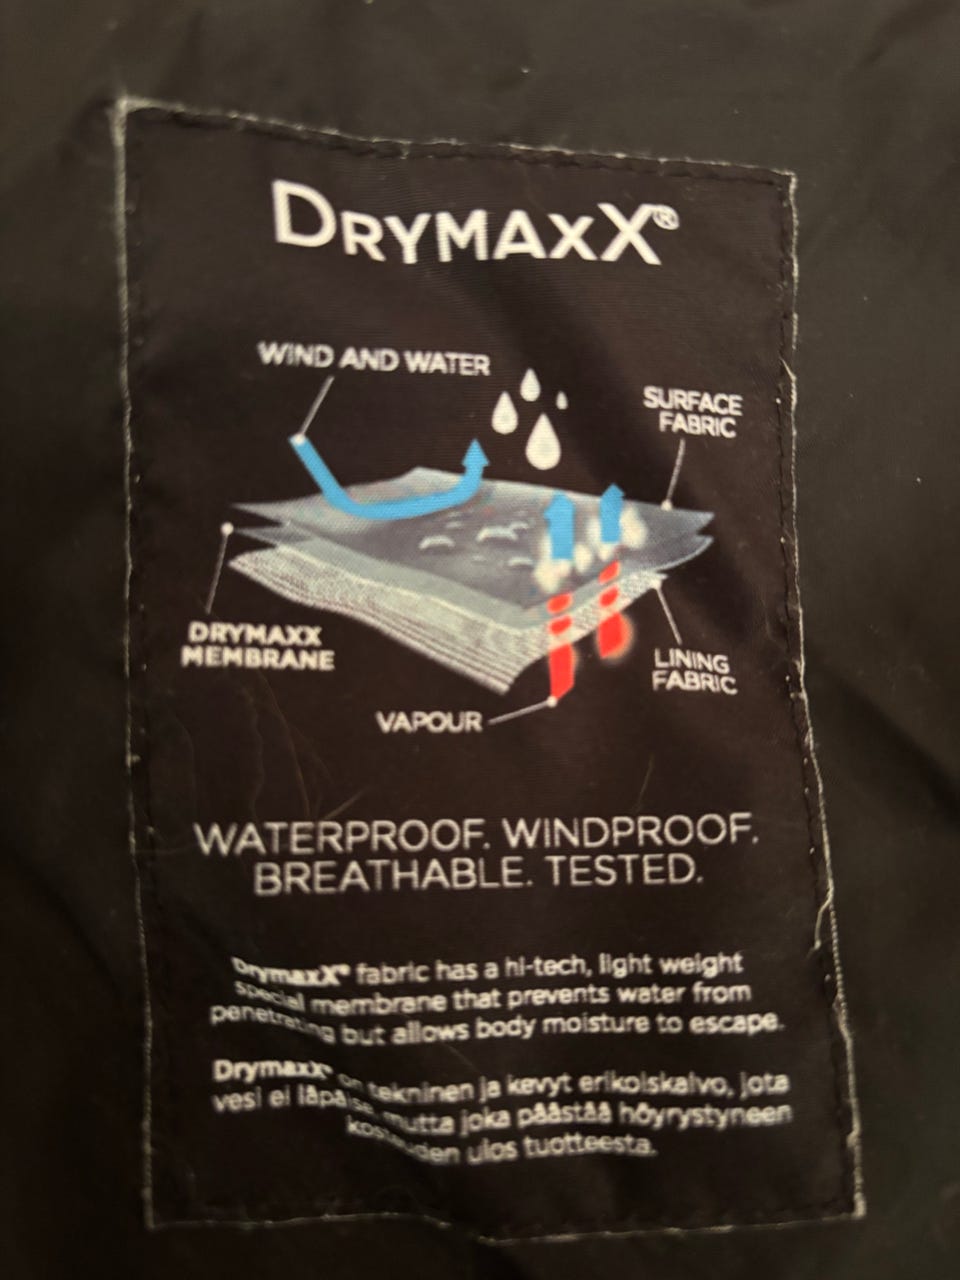 DRYMAXX®
WIND AND WATER
SURFACE
FABRIC
DRYMAXX
MEMBRANE
LINING
FABRIC
VAPOUR
WATERPROOF. WINDPROOF.
BREATHABLE. TESTED.
DrymaxX® fabric has a hi-tech, light weight
special membrane that prevents water from
penetrating but allows body moisture to escape.
DrymaxX® on tekninen ja kevyt erikoiskalvo, jota
vesi ei läpäise, mutta joka päästää höyrystyneen
kosteuden ulos tuotteesta.